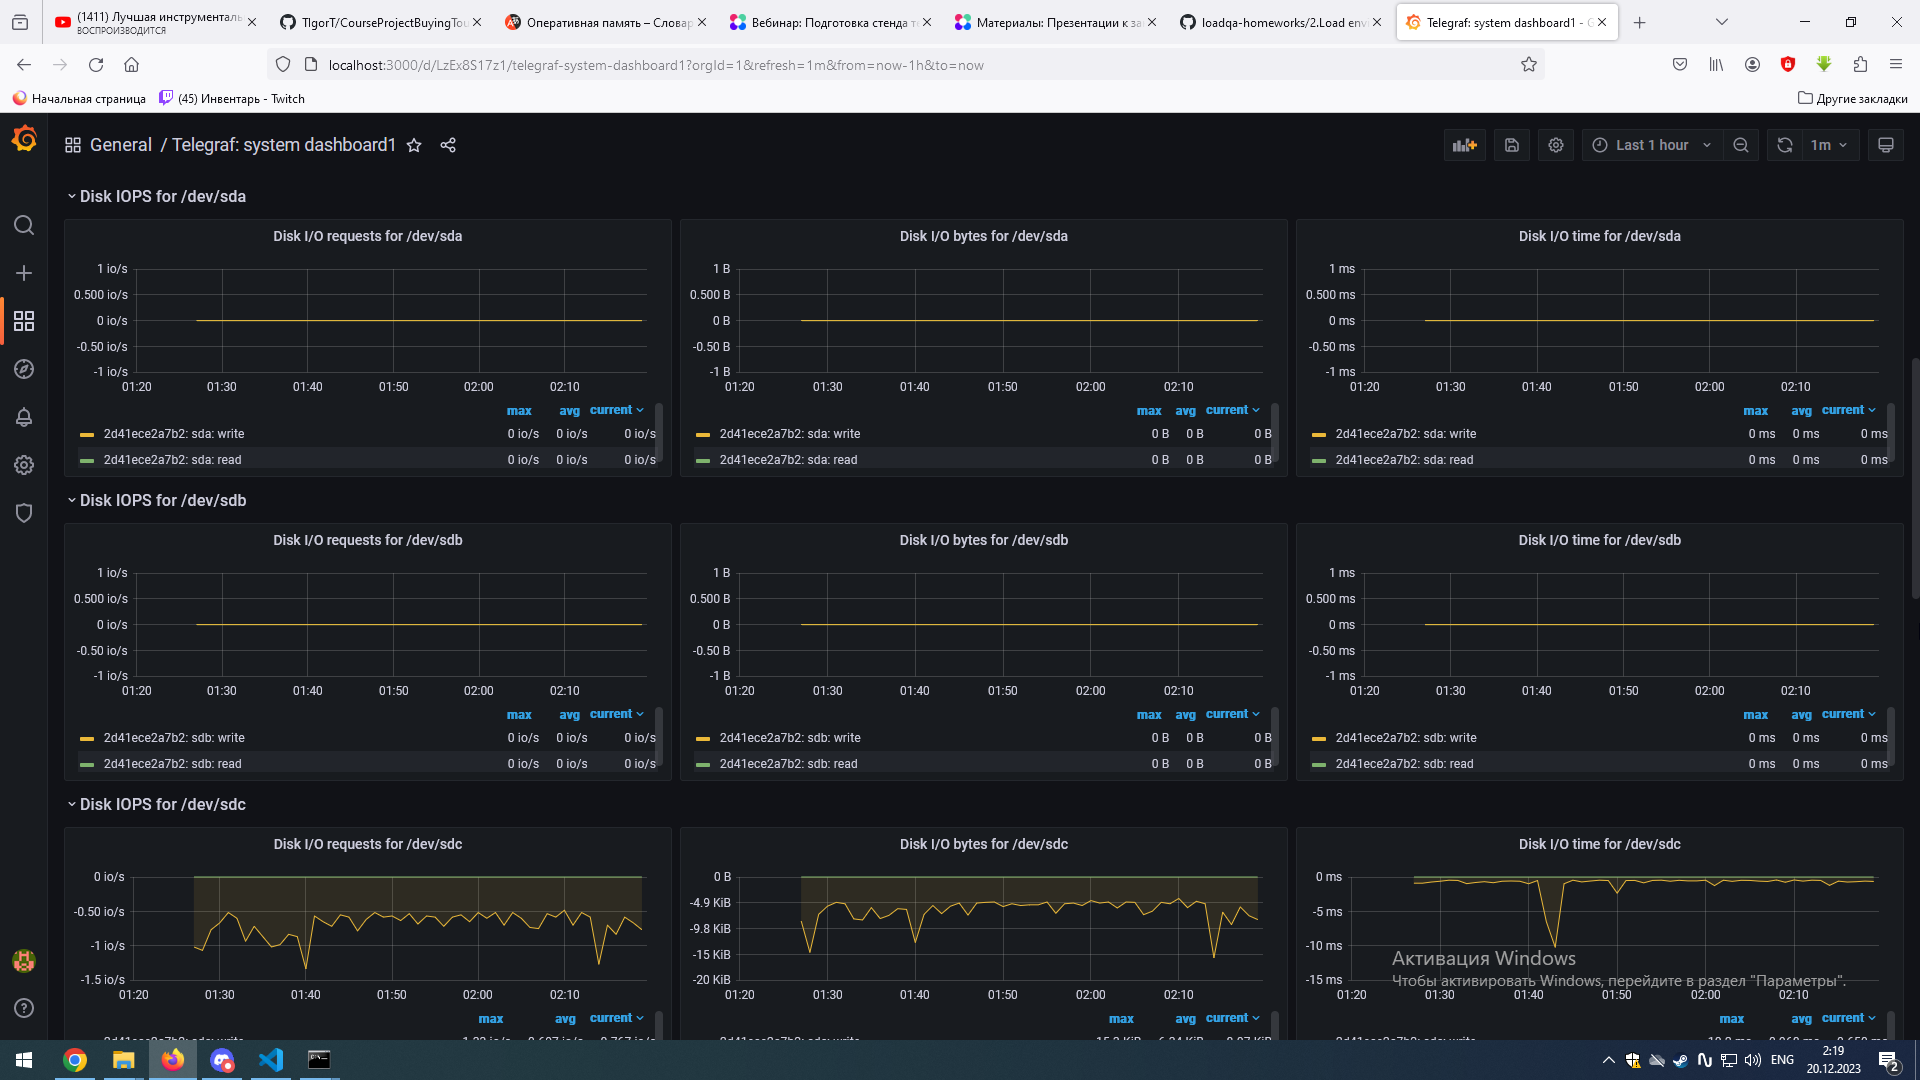 (1411) Лучшая инструменталь
ВОСПРОИЗВОДИТСЯ
TIgorT/CourseProjectBuyingTou
Оперативная память – Словар
Вебинар: Подготовка стенда т
Материалы: Презентации к за
loadqa-homeworks/2.Load env
Telegraf: system dashboard1 - G
localhost:3000/d/LzEx8S17z1/telegraf-system-dashboard1?orgId=1&refresh=1m&from=now-1h&to=now
Начальная страница
(45) Инвентарь - Twitch
Другие закладки
General / Telegraf: system dashboard1
Last 1 hour
1m
Disk IOPS for /dev/sda
Disk I/O requests for /dev/sda
1 io/s
0.500 io/s
0 io/s
-0.50 io/s
-1 io/s
01:20 01:30 01:40 01:50 02:00 02:10
max avg current
2d41ece2a7b2: sda: write 0 io/s 0 io/s 0 io/s
2d41ece2a7b2: sda: read 0 io/s 0 io/s 0 io/s
Disk I/O bytes for /dev/sda
1 B
0.500 B
0 B
-0.50 B
-1 B
01:20 01:30 01:40 01:50 02:00 02:10
max avg current
2d41ece2a7b2: sda: write 0 B 0 B 0 B
2d41ece2a7b2: sda: read 0 B 0 B 0 B
Disk I/O time for /dev/sda
1 ms
0.500 ms
0 ms
-0.50 ms
-1 ms
01:20 01:30 01:40 01:50 02:00 02:10
max avg current
2d41ece2a7b2: sda: write 0 ms 0 ms 0 ms
2d41ece2a7b2: sda: read 0 ms 0 ms 0 ms
Disk IOPS for /dev/sdb
Disk I/O requests for /dev/sdb
1 io/s
0.500 io/s
0 io/s
-0.50 io/s
-1 io/s
01:20 01:30 01:40 01:50 02:00 02:10
max avg current
2d41ece2a7b2: sdb: write 0 io/s 0 io/s 0 io/s
2d41ece2a7b2: sdb: read 0 io/s 0 io/s 0 io/s
Disk I/O bytes for /dev/sdb
1 B
0.500 B
0 B
-0.50 B
-1 B
01:20 01:30 01:40 01:50 02:00 02:10
max avg current
2d41ece2a7b2: sdb: write 0 B 0 B 0 B
2d41ece2a7b2: sdb: read 0 B 0 B 0 B
Disk I/O time for /dev/sdb
1 ms
0.500 ms
0 ms
-0.50 ms
-1 ms
01:20 01:30 01:40 01:50 02:00 02:10
max avg current
2d41ece2a7b2: sdb: write 0 ms 0 ms 0 ms
2d41ece2a7b2: sdb: read 0 ms 0 ms 0 ms
Disk IOPS for /dev/sdc
Disk I/O requests for /dev/sdc
0 io/s
-0.50 io/s
-1 io/s
-1.5 io/s
01:20 01:30 01:40 01:50 02:00 02:10
max avg current
Disk I/O bytes for /dev/sdc
0 B
-4.9 KiB
-9.8 KiB
-15 KiB
-20 KiB
01:20 01:30 01:40 01:50 02:00 02:10
max avg current
Disk I/O time for /dev/sdc
0 ms
-5 ms
-10 ms
-15 ms
01:20 01:30 01:40 01:50 02:00 02:10
max avg current
Активация Windows
Чтобы активировать Windows, перейдите в раздел "Параметры".
ENG
2:19
20.12.2023
2